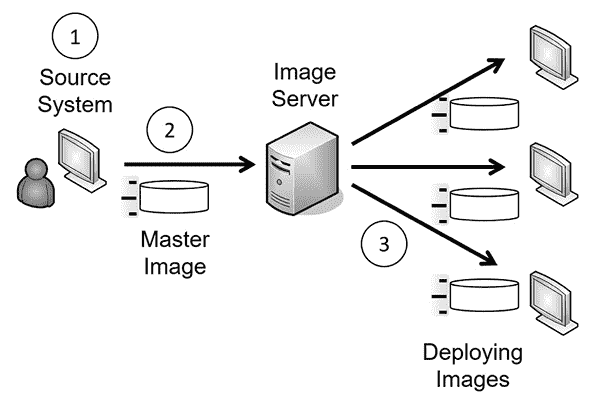 1
Source
System
2
Master
Image
Image
Server
3
Deploying
Images